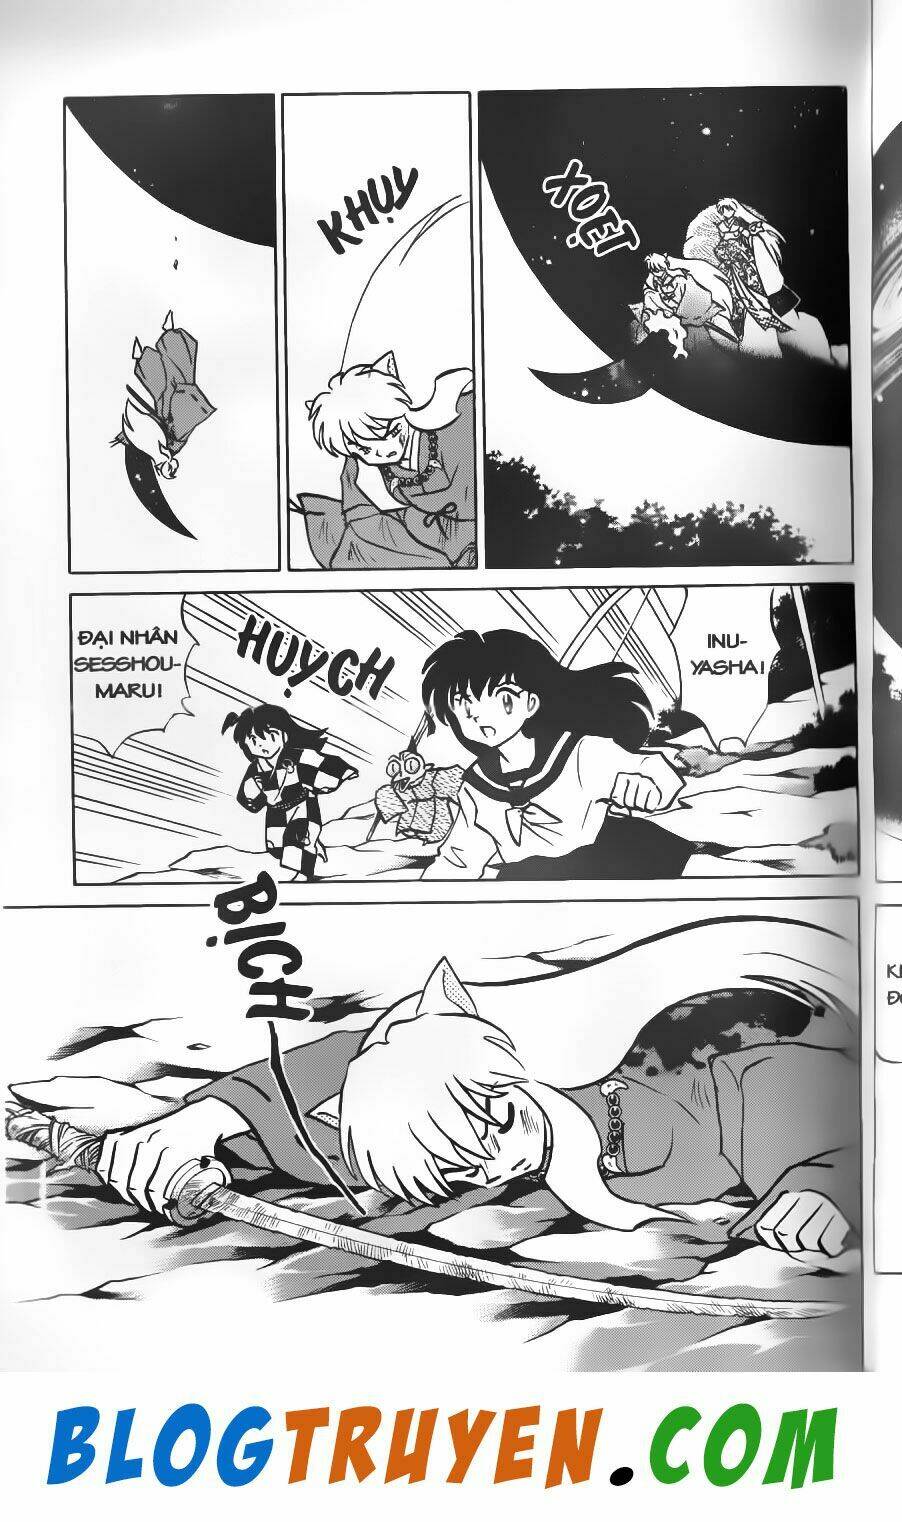 XOẸT
KHỤY
INU-
YASHA!
HUỴCH
ĐẠI NHÂN
SESSHOU-
MARU!
BỊCH
BLOGTRUYEN.COM